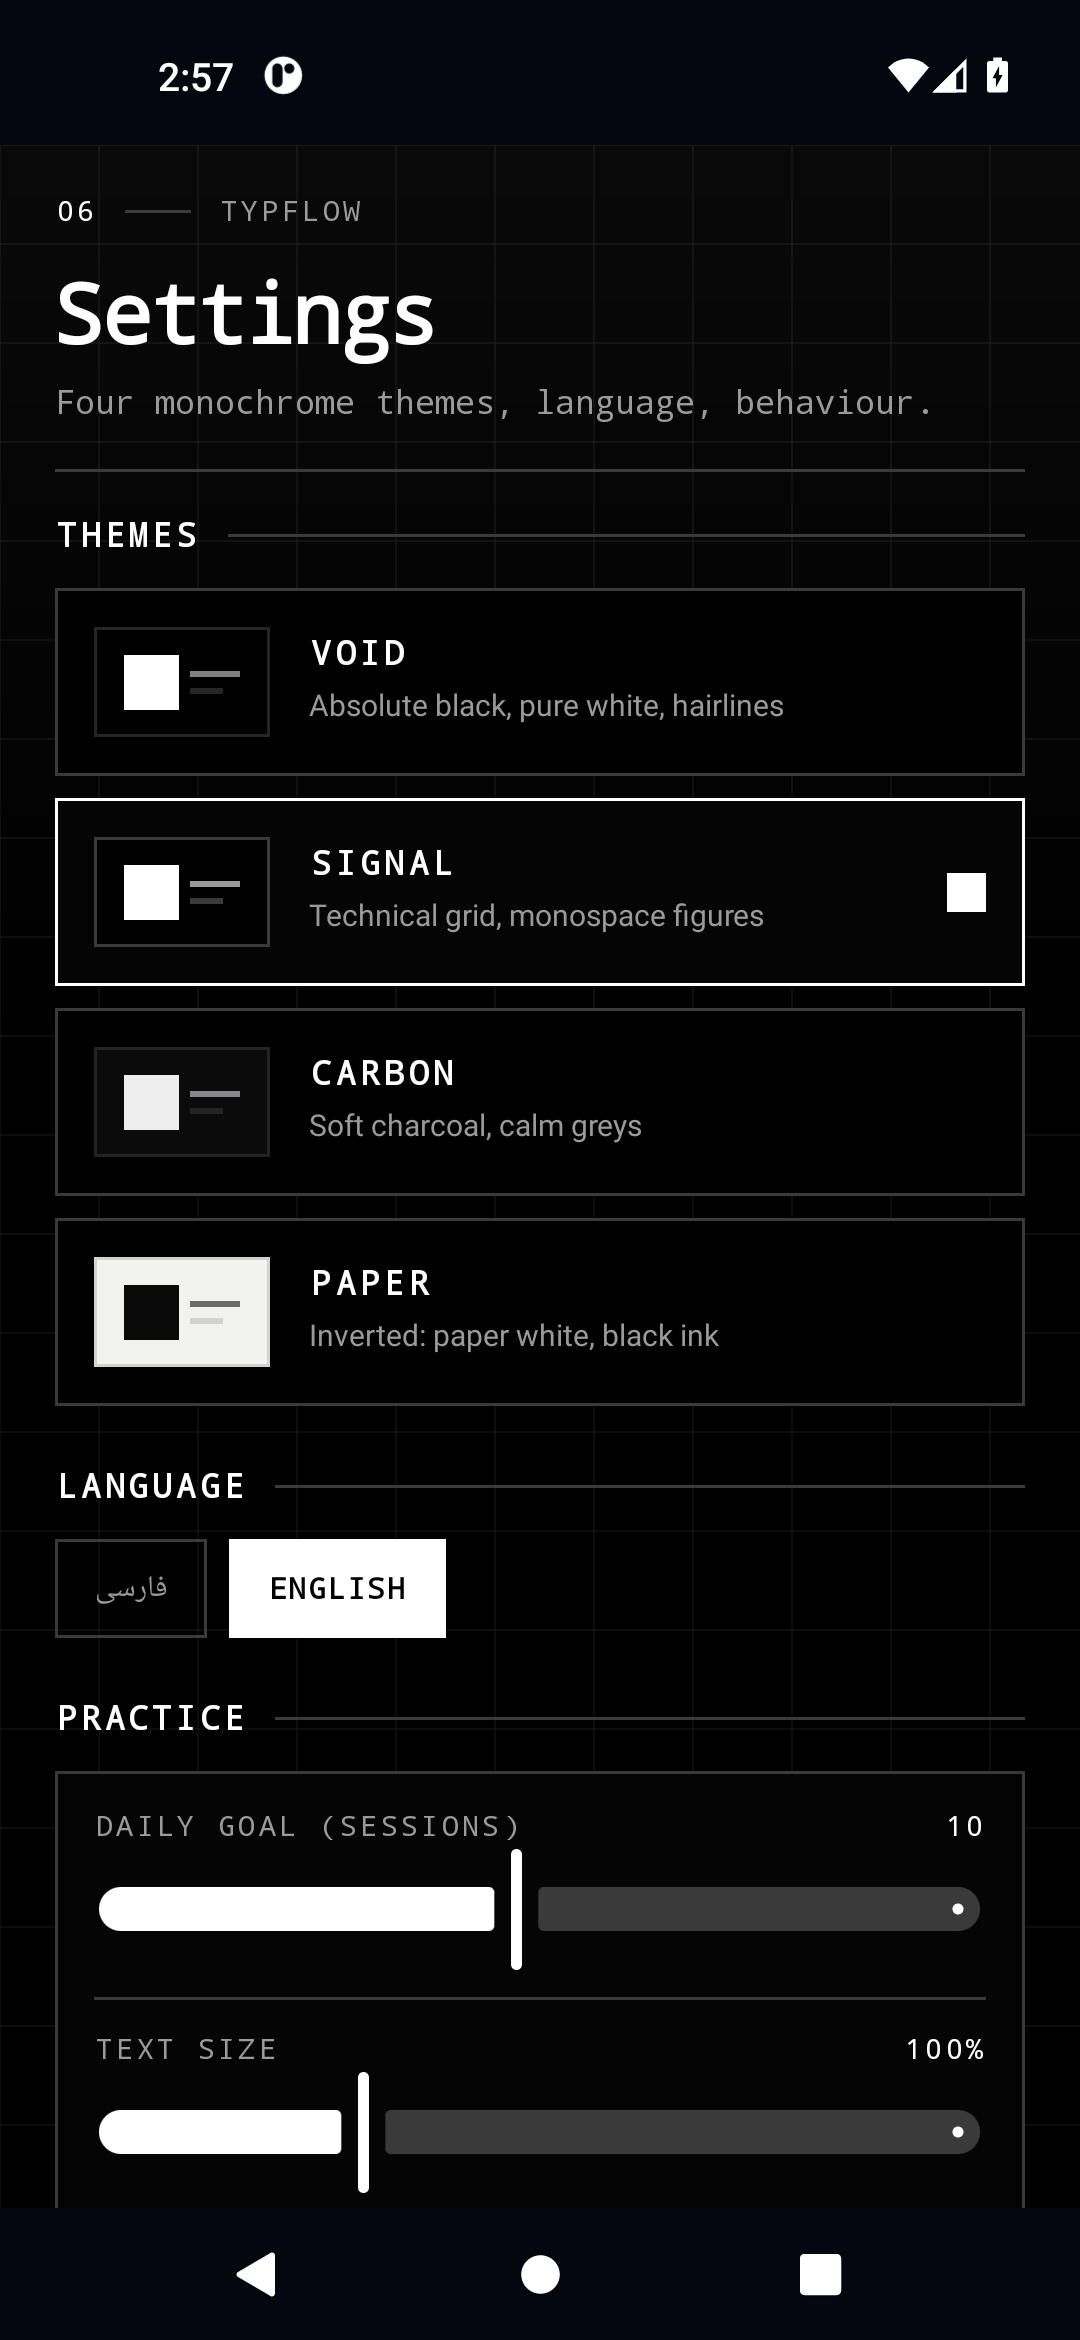 2:57
06 TYPFLOW
Settings
Four monochrome themes, language, behaviour.
THEMES
VOID
Absolute black, pure white, hairlines
SIGNAL
Technical grid, monospace figures
CARBON
Soft charcoal, calm greys
PAPER
Inverted: paper white, black ink
LANGUAGE
فارسی ENGLISH
PRACTICE
DAILY GOAL (SESSIONS) 10
TEXT SIZE 100%